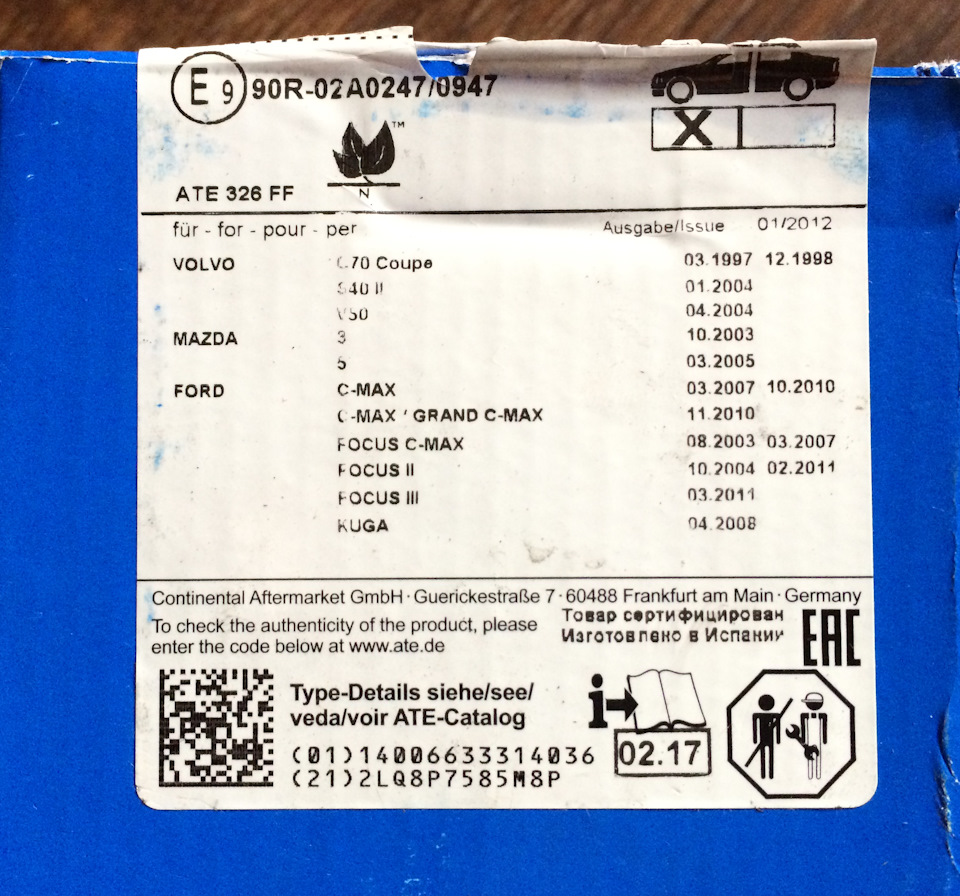 E 9 90R-02A0247/0947
X
TM
N
ATE 326 FF
für - for - pour - per Ausgabe/Issue 01/2012
VOLVO C70 Coupe 03.1997 12.1998
S40 II 01.2004
V50 04.2004
MAZDA 3 10.2003
5 03.2005
FORD C-MAX 03.2007 10.2010
C-MAX / GRAND C-MAX 11.2010
FOCUS C-MAX 08.2003 03.2007
FOCUS II 10.2004 02.2011
FOCUS III 03.2011
KUGA 04.2008
Continental Aftermarket GmbH · Guerickestraße 7 · 60488 Frankfurt am Main · Germany
To check the authenticity of the product, please
enter the code below at www.ate.de
Товар сертифицирован
Изготовлено в Испании
EAC
Type-Details siehe/see/
veda/voir ATE-Catalog
(01)14006633314036
(21)2LQ8P7585M8P
i
02.17